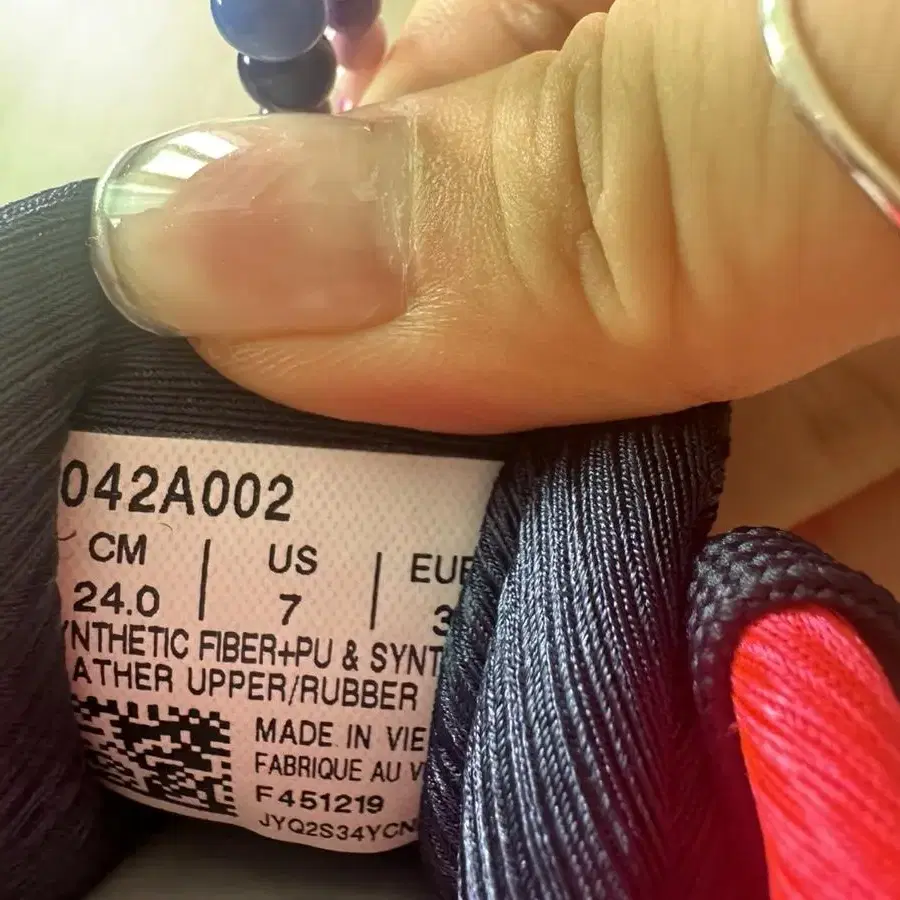 042A002
CM | US | EUR
24.0 | 7 | 3
YNTHETIC FIBER+PU & SYNT
ATHER UPPER/RUBBER
MADE IN VIE
FABRIQUE AU V
F451219
JYQ2S34YCN